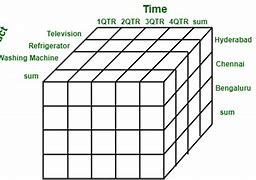 Time
1QTR 2QTR 3QTR 4QTR sum
Television
Refrigerator
Washing Machine
sum
Hyderabad
Chennai
Bengaluru
sum